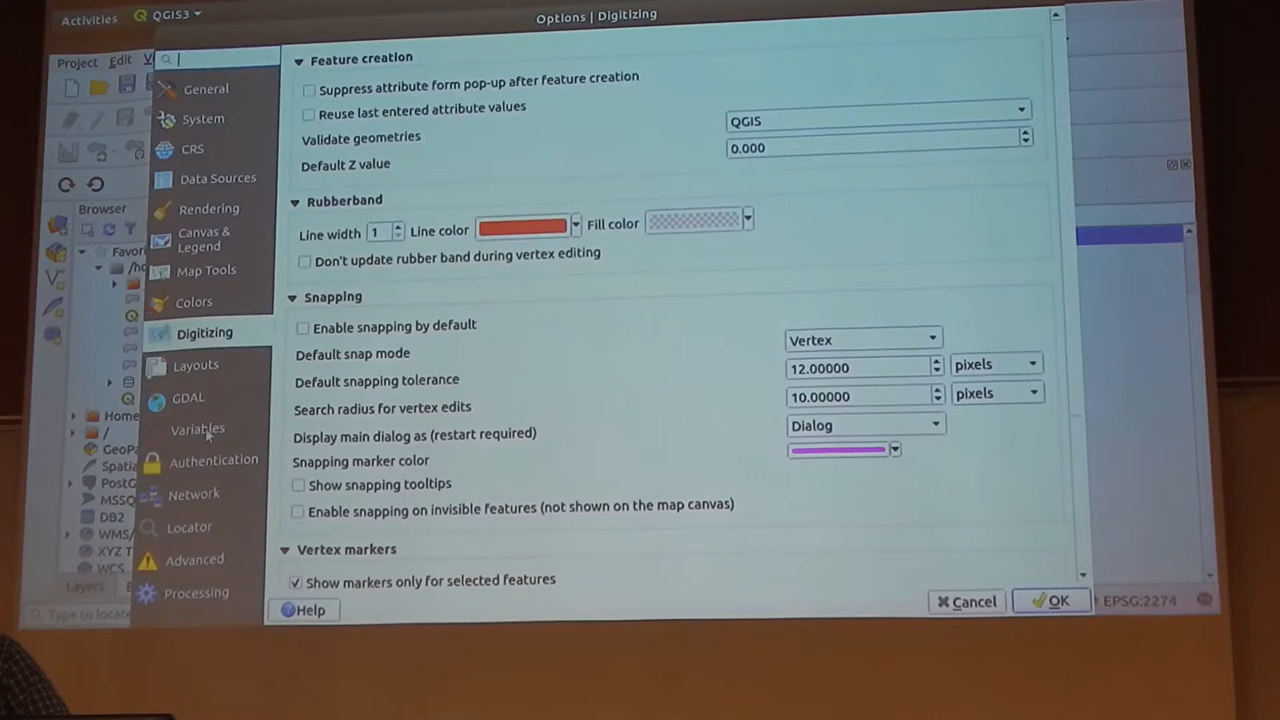 Activities QGIS3
Options | Digitizing
Project Edit
General
System
CRS
Data Sources
Rendering
Canvas &
Legend
Map Tools
Colors
Digitizing
Layouts
GDAL
Variables
Authentication
Network
Locator
Advanced
Processing
Browser
Home
/
DB2
WCS
Layers
Feature creation
Suppress attribute form pop-up after feature creation
Reuse last entered attribute values
Validate geometries QGIS
Default Z value 0.000
Rubberband
Line width 1 Line color Fill color
Don't update rubber band during vertex editing
Snapping
Enable snapping by default
Default snap mode Vertex
Default snapping tolerance 12.00000 pixels
Search radius for vertex edits 10.00000 pixels
Display main dialog as (restart required) Dialog
Snapping marker color
Show snapping tooltips
Enable snapping on invisible features (not shown on the map canvas)
Vertex markers
Show markers only for selected features
Help Cancel OK EPSG:2274